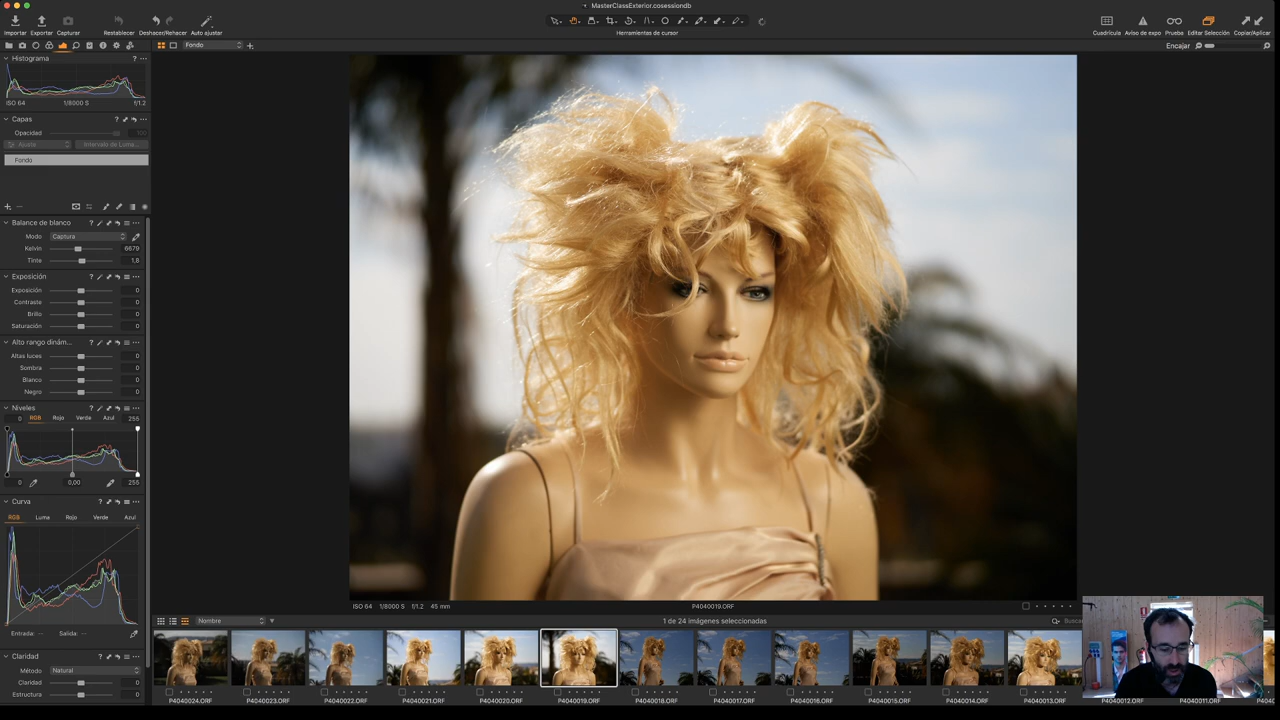 MasterClassExterior.cosessiondb
Importar Exportar Capturar Restablecer Deshacer/Rehacer Auto ajustar Herramientas de cursor Cuadrícula Aviso de expo Prueba Editar Selección Copiar/Aplicar
Fondo
Encajar
Histograma ?
ISO 64 1/8000 S f/1.2
Capas ?
Opacidad 100
Ajuste Intervalo de Luma...
Fondo
Balance de blanco ?
Modo Captura
Kelvin 6679
Tinte 1,8
Exposición ?
Exposición 0
Contraste 0
Brillo 0
Saturación 0
Alto rango dinám... ?
Altas luces 0
Sombra 0
Blanco 0
Negro 0
Niveles ?
0 RGB Rojo Verde Azul 255
0 0,00 255
Curva ?
RGB Luma Rojo Verde Azul
Entrada: -- Salida: --
Claridad ?
Método Natural
Claridad 0
Estructura 0
ISO 64 1/8000 S f/1.2 45 mm P4040019.ORF
Nombre 1 de 24 imágenes seleccionadas Busca
P4040024.ORF P4040023.ORF P4040022.ORF P4040021.ORF P4040020.ORF P4040019.ORF P4040018.ORF P4040017.ORF P4040016.ORF P4040015.ORF P4040014.ORF P4040013.ORF P4040012.ORF P4040011.ORF